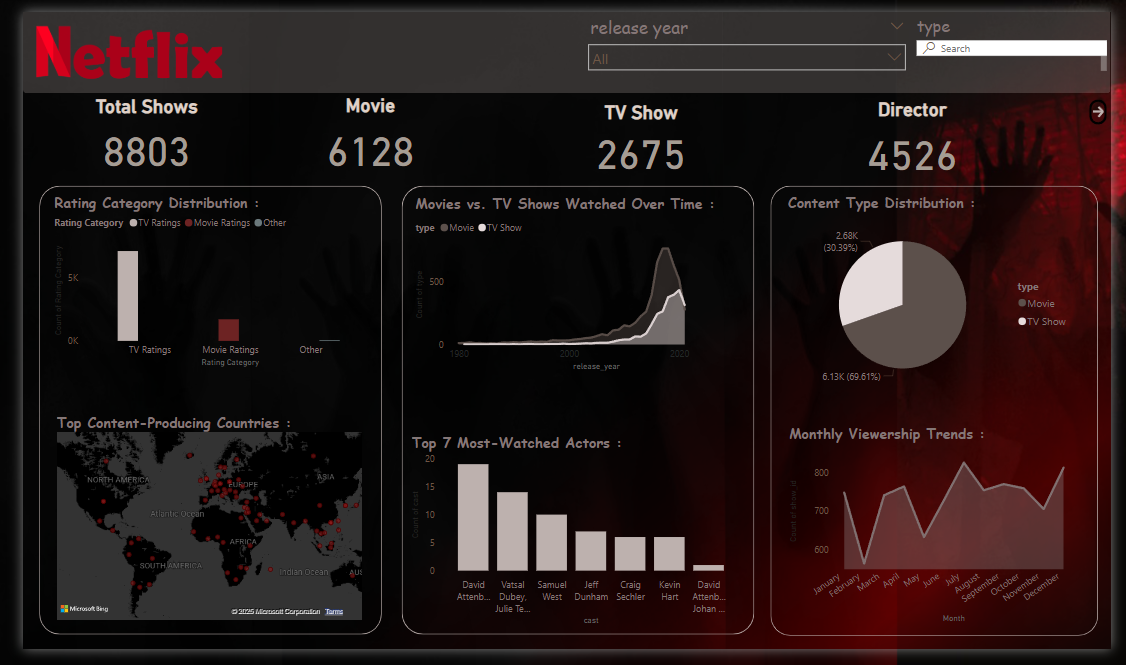 Netflix
release year
All
type
Search
Total Shows
8803
Movie
6128
TV Show
2675
Director
4526
Rating Category Distribution :
Rating Category TV Ratings Movie Ratings Other
Count of Rating Category
5K
0K
TV Ratings Movie Ratings Other
Rating Category
Top Content-Producing Countries :
NORTH AMERICA
EUROPE
ASIA
Atlantic Ocean
AFRICA
SOUTH AMERICA
Indian Ocean
AUS
Microsoft Bing
© 2025 Microsoft Corporation Terms
Movies vs. TV Shows Watched Over Time :
type Movie TV Show
Count of type
500
0
1980 2000 2020
release_year
Top 7 Most-Watched Actors :
Count of cast
20
15
10
5
0
David Attenb...
Vatsal Dubey, Julie Te...
Samuel West
Jeff Dunham
Craig Sechler
Kevin Hart
David Attenb... Johan ...
cast
Content Type Distribution :
2.68K
(30.39%)
6.13K (69.61%)
type
Movie
TV Show
Monthly Viewership Trends :
Count of show_id
800
700
600
January February March April May June July August September October November December
Month